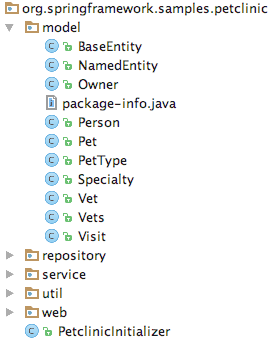 org.springframework.samples.petclinic
model
BaseEntity
NamedEntity
Owner
package-info.java
Person
Pet
PetType
Specialty
Vet
Vets
Visit
repository
service
util
web
PetclinicInitializer